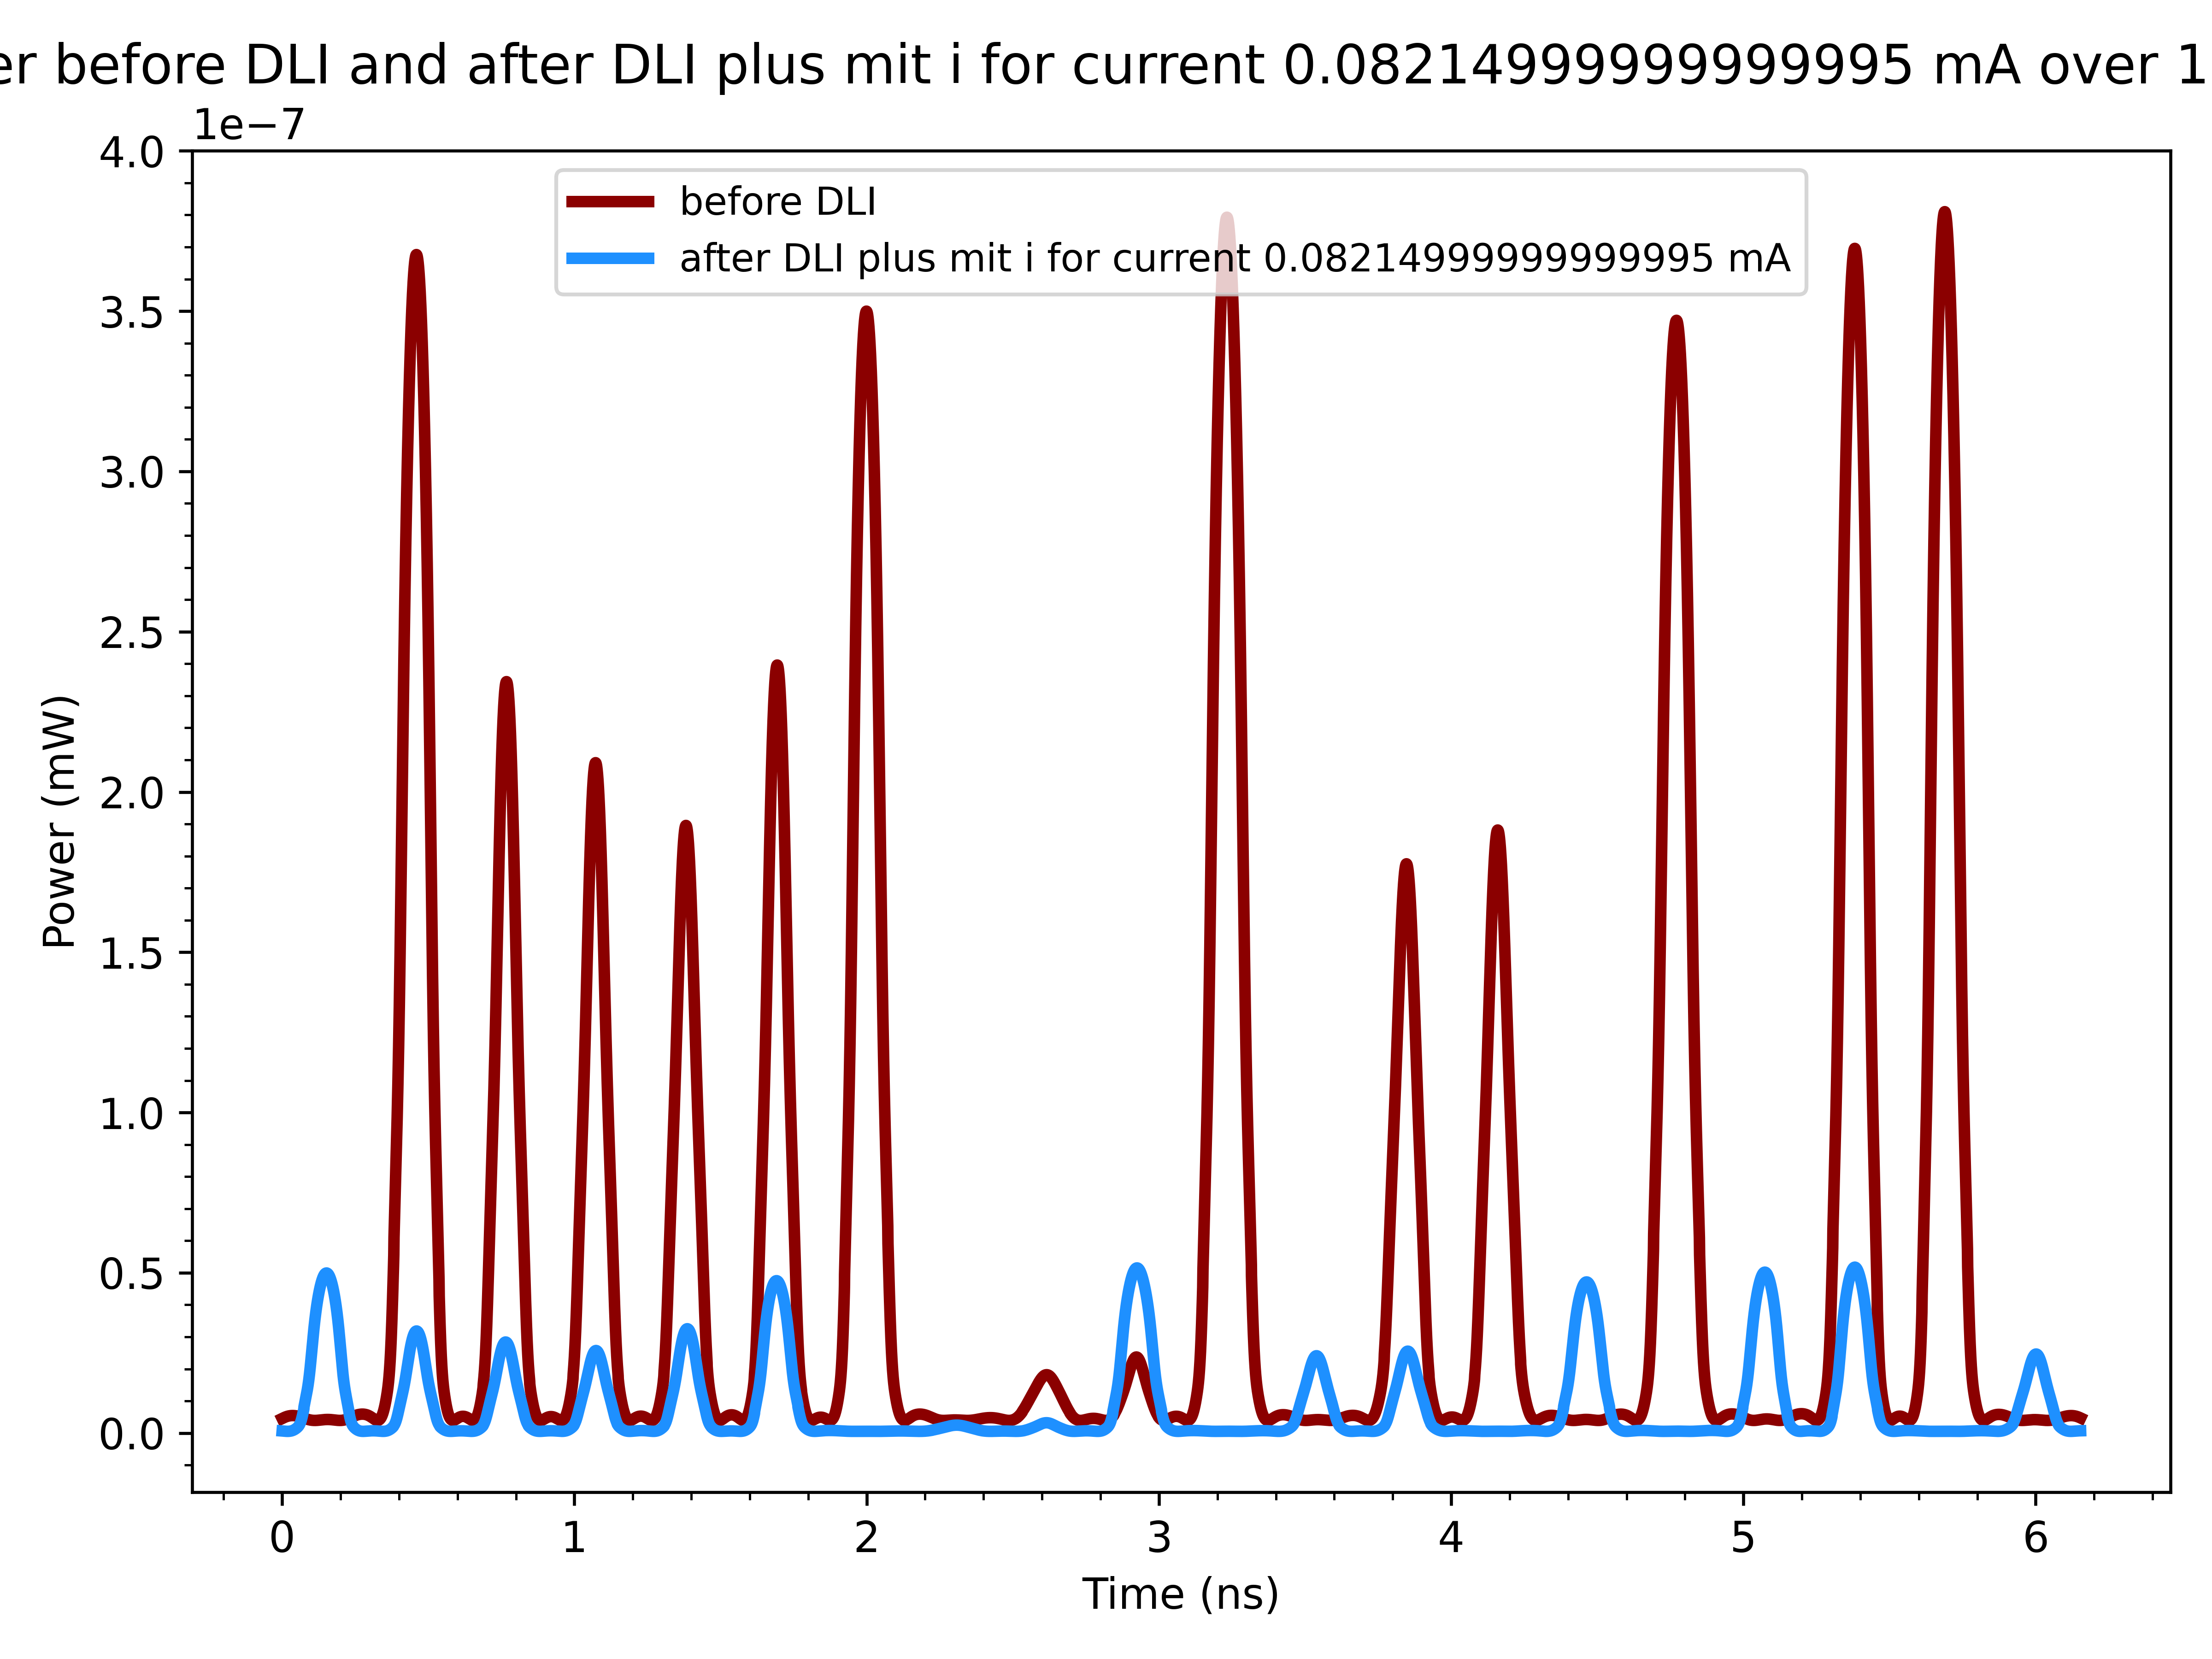 er before DLI and after DLI plus mit i for current 0.08214999999999995 mA over 1
1e−7
4.0
3.5
3.0
2.5
2.0
1.5
1.0
0.5
0.0
Power (mW)
before DLI
after DLI plus mit i for current 0.08214999999999995 mA
0 1 2 3 4 5 6
Time (ns)